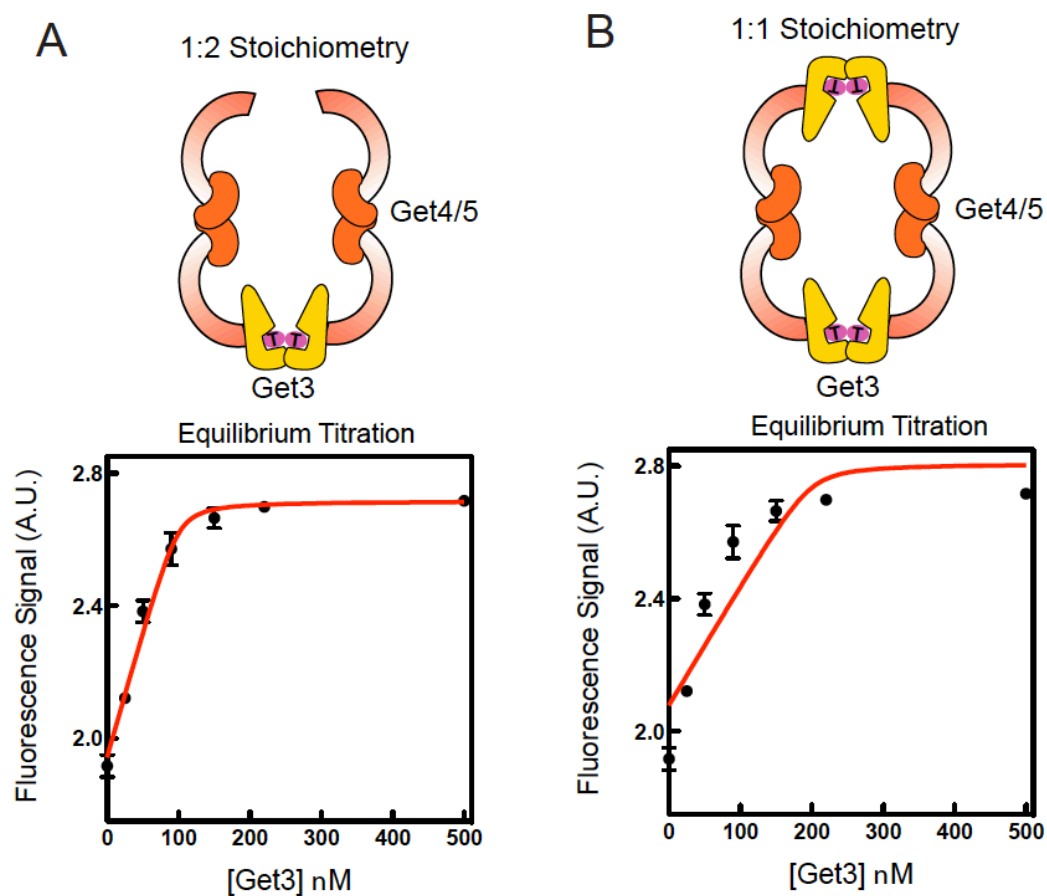 A
1:2 Stoichiometry
Get4/5
Get3
Equilibrium Titration
Fluorescence Signal (A.U.)
2.8
2.4
2.0
0 100 200 300 400 500
[Get3] nM
B
1:1 Stoichiometry
T T
Get4/5
T T
Get3
Equilibrium Titration
Fluorescence Signal (A.U.)
2.8
2.4
2.0
0 100 200 300 400 500
[Get3] nM